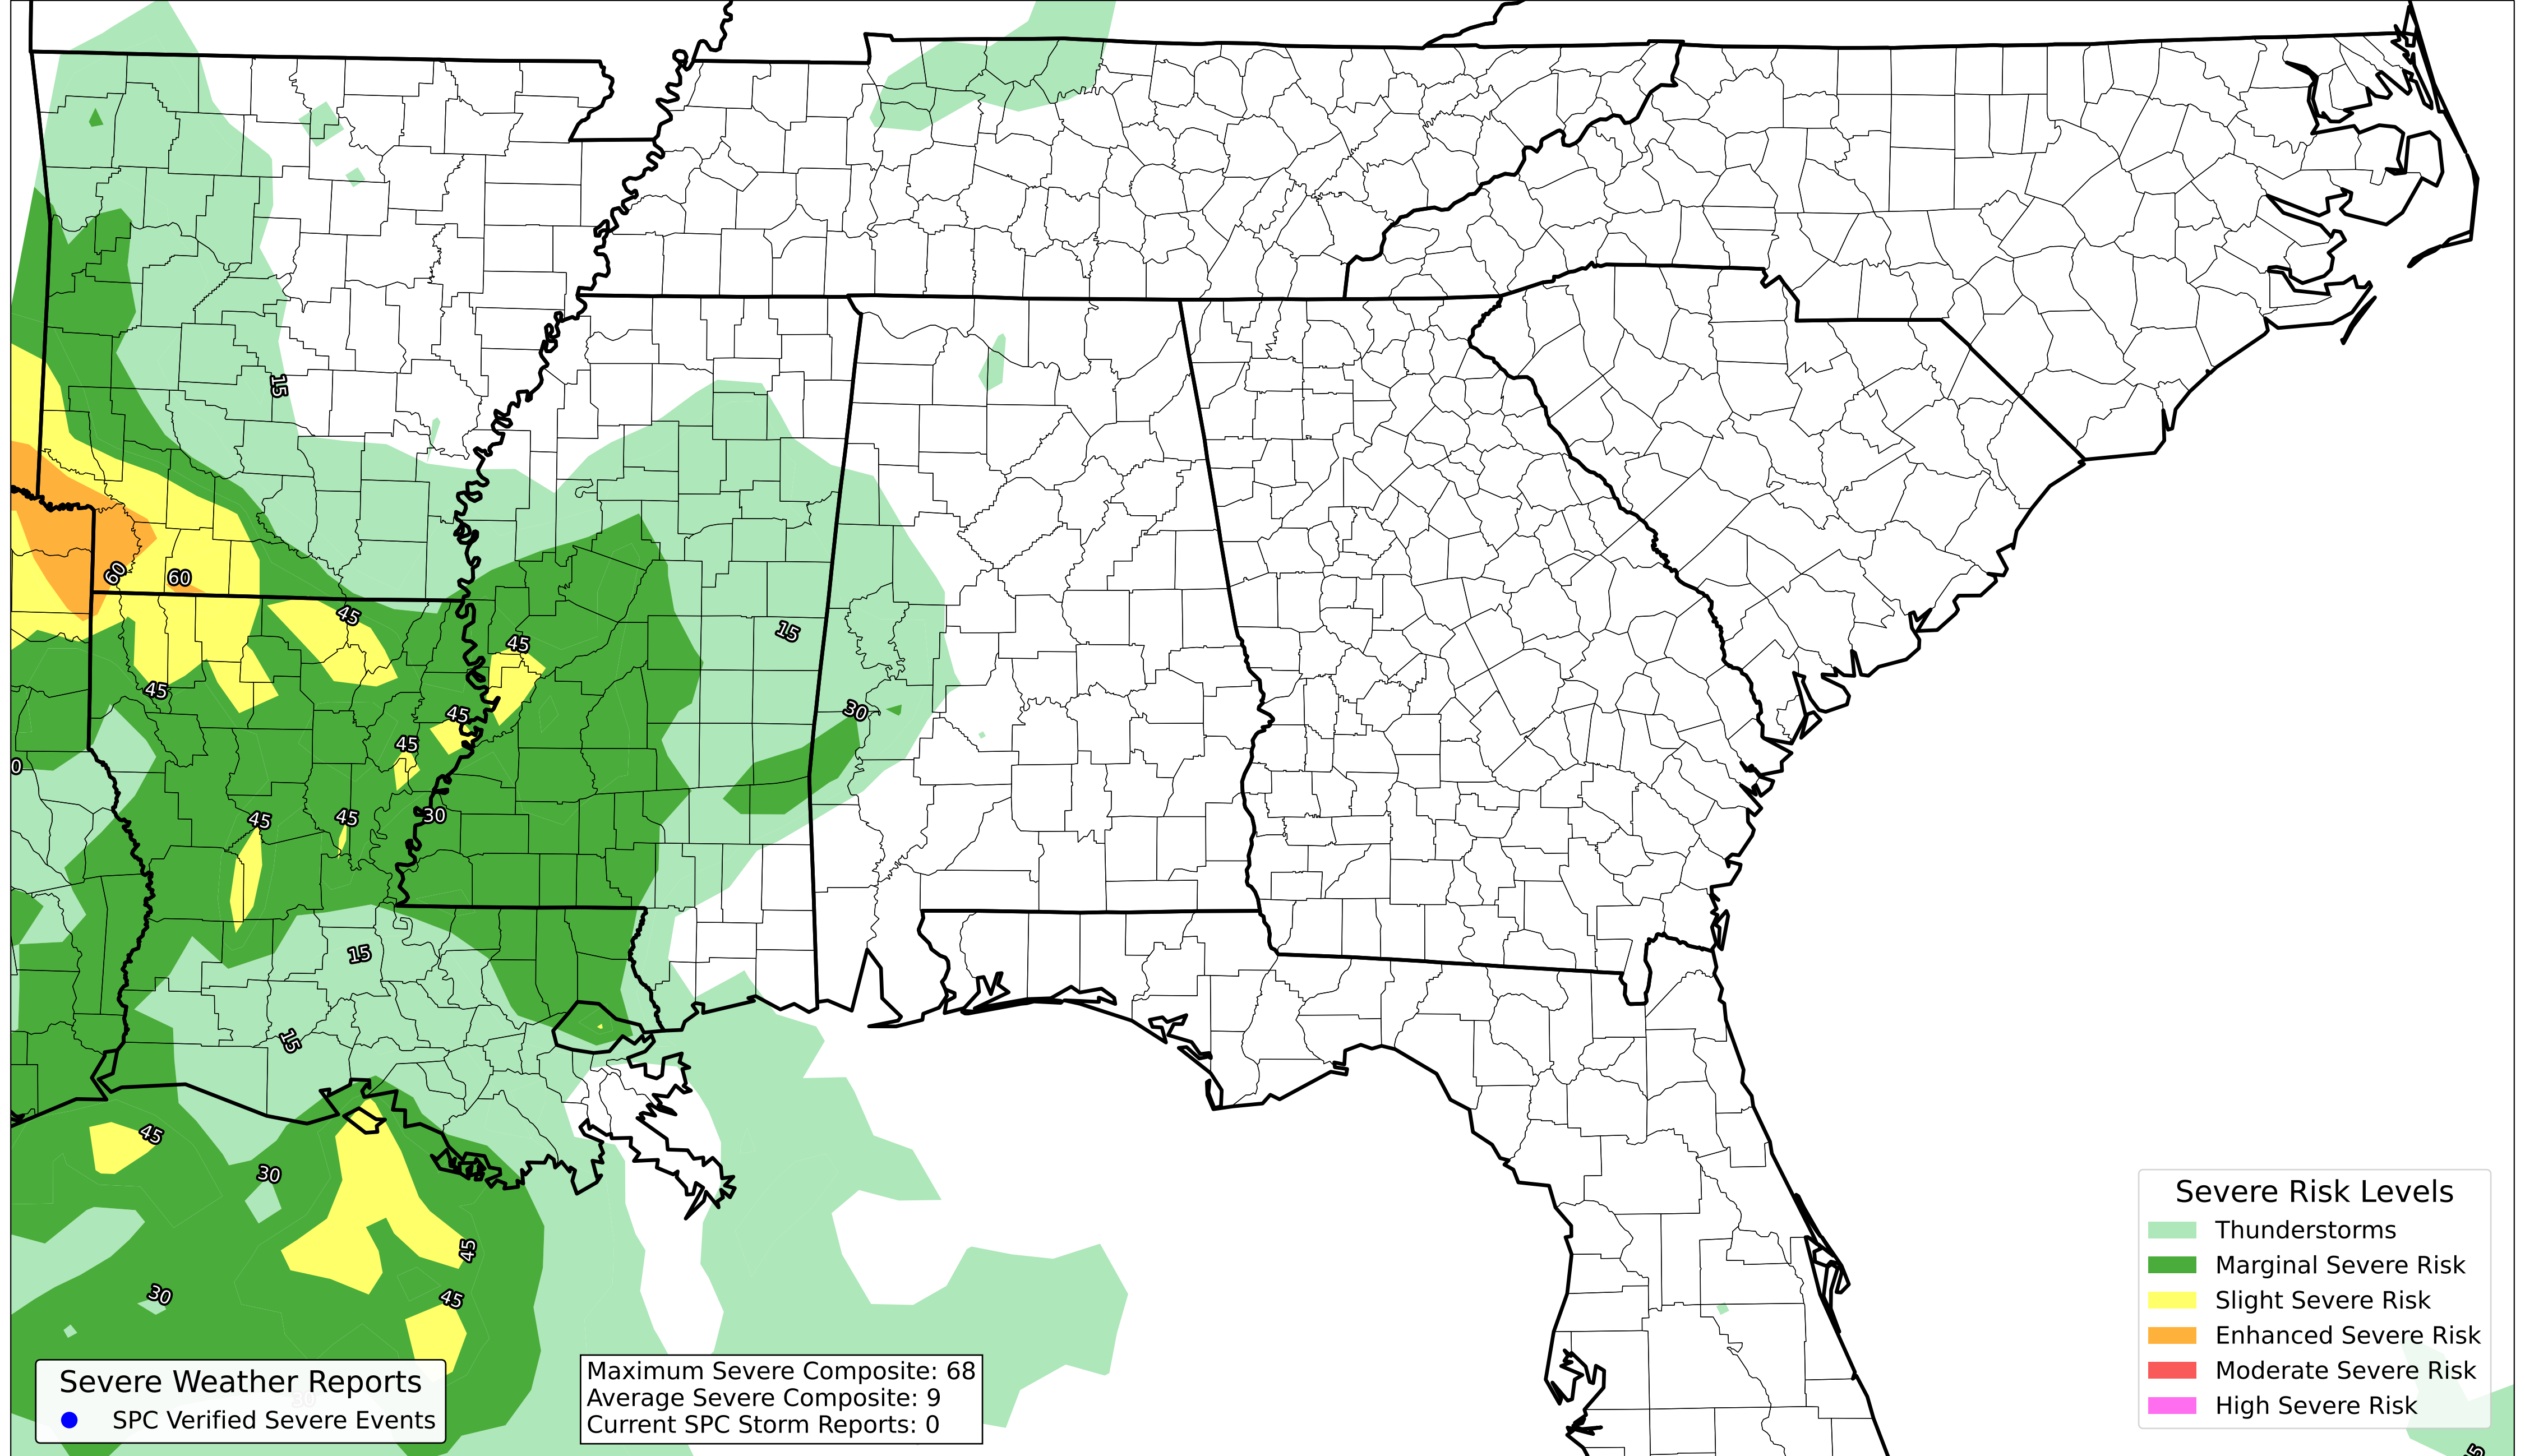 15
60
60
45
45
15
45
30
45
45
0
45
45
30
15
15
45
30
45
30
45
Severe Risk Levels
Thunderstorms
Marginal Severe Risk
Slight Severe Risk
Enhanced Severe Risk
Moderate Severe Risk
High Severe Risk
Severe Weather Reports
SPC Verified Severe Events
30
Maximum Severe Composite: 68
Average Severe Composite: 9
Current SPC Storm Reports: 0